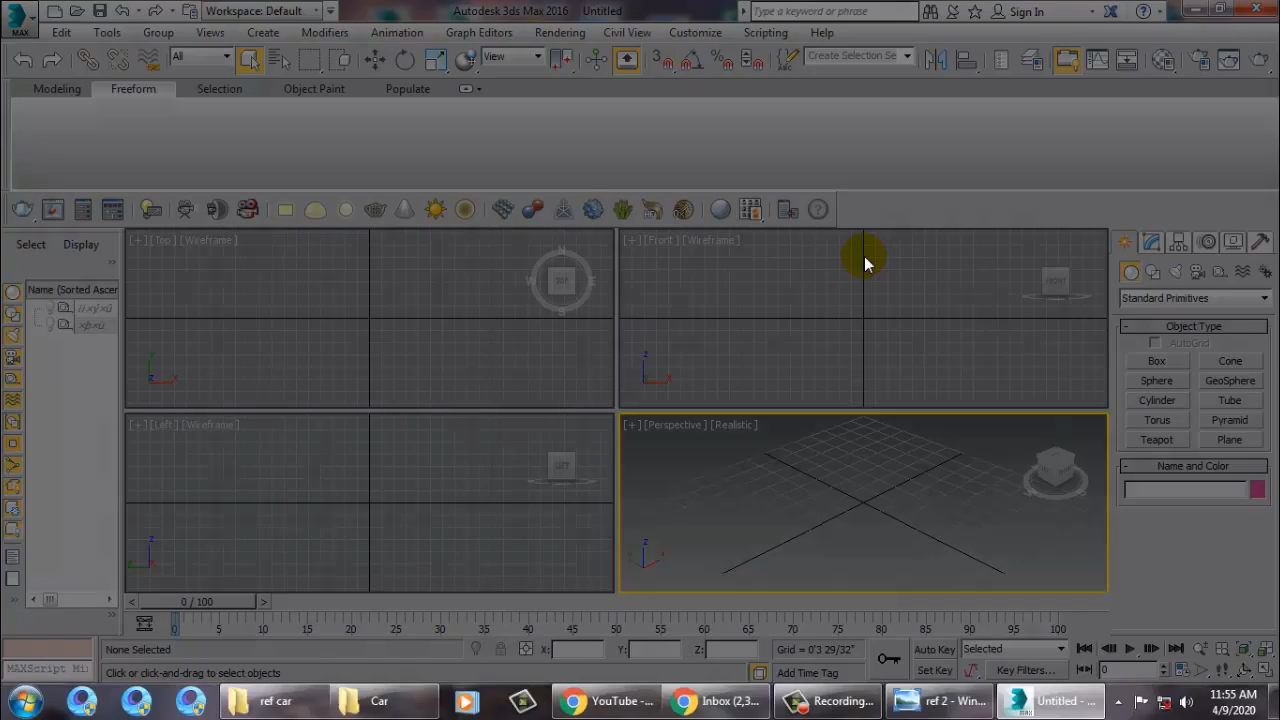 Workspace: Default
Autodesk 3ds Max 2016 Untitled
Type a keyword or phrase
Sign In
MAX
Edit Tools Group Views Create Modifiers Animation Graph Editors Rendering Civil View Customize Scripting Help
All
View
Create Selection Se
Modeling Freeform Selection Object Paint Populate
Select Display
Name (Sorted Ascer
[+] [Top] [Wireframe]
[+] [Front] [Wireframe]
N
W
TOP
E
S
FRONT
Standard Primitives
Object Type
AutoGrid
Box Cone
Sphere GeoSphere
Cylinder Tube
Torus Pyramid
Teapot Plane
Name and Color
[+] [Left] [Wireframe]
[+] [Perspective] [Realistic]
LEFT
0 / 100
0 5 10 15 20 25 30 35 40 45 50 55 60 65 70 75 80 85 90 95 100
None Selected
X: Y: Z:
Grid = 0'3 29/32"
Auto Key
Selected
MAXScript Mi
Click or click-and-drag to select objects
Add Time Tag
Set Key
Key Filters...
0
ref car
Car
YouTube -...
Inbox (2,3...
Recording...
ref 2 - Win...
Untitled - ...
11:55 AM
4/9/2020